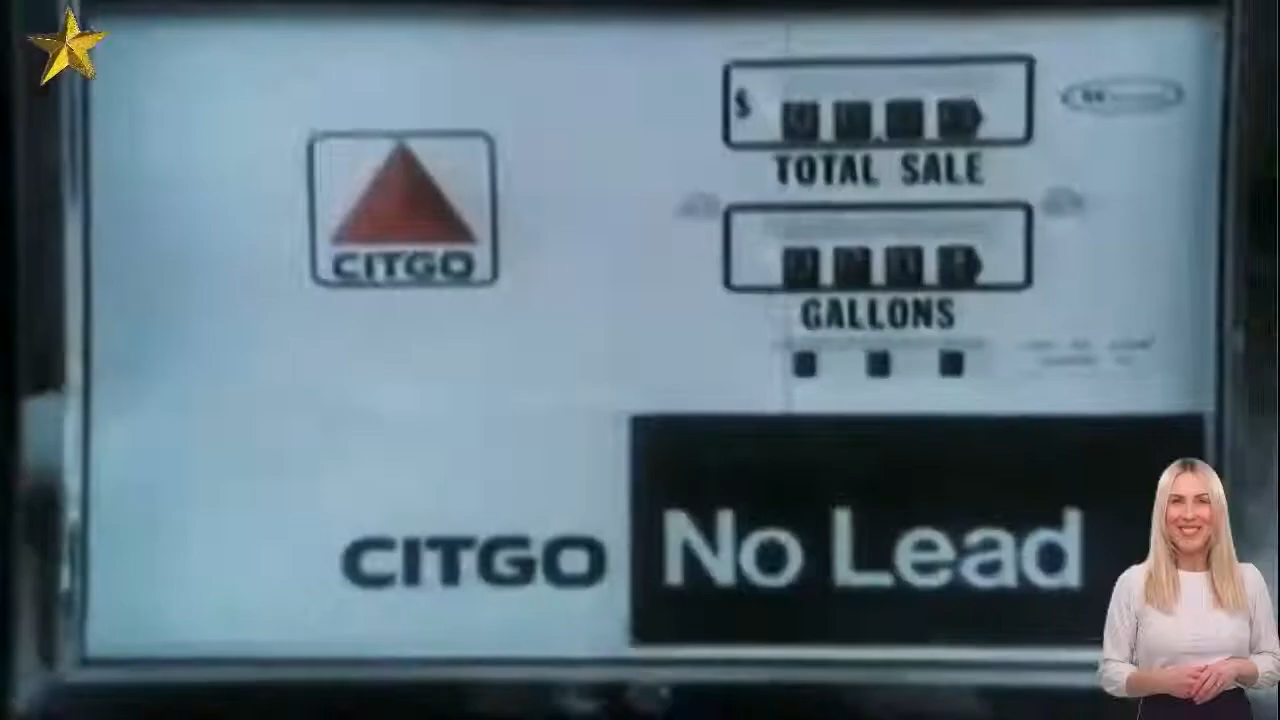 $
TOTAL SALE
CITGO
GALLONS
CITGO
No Lead